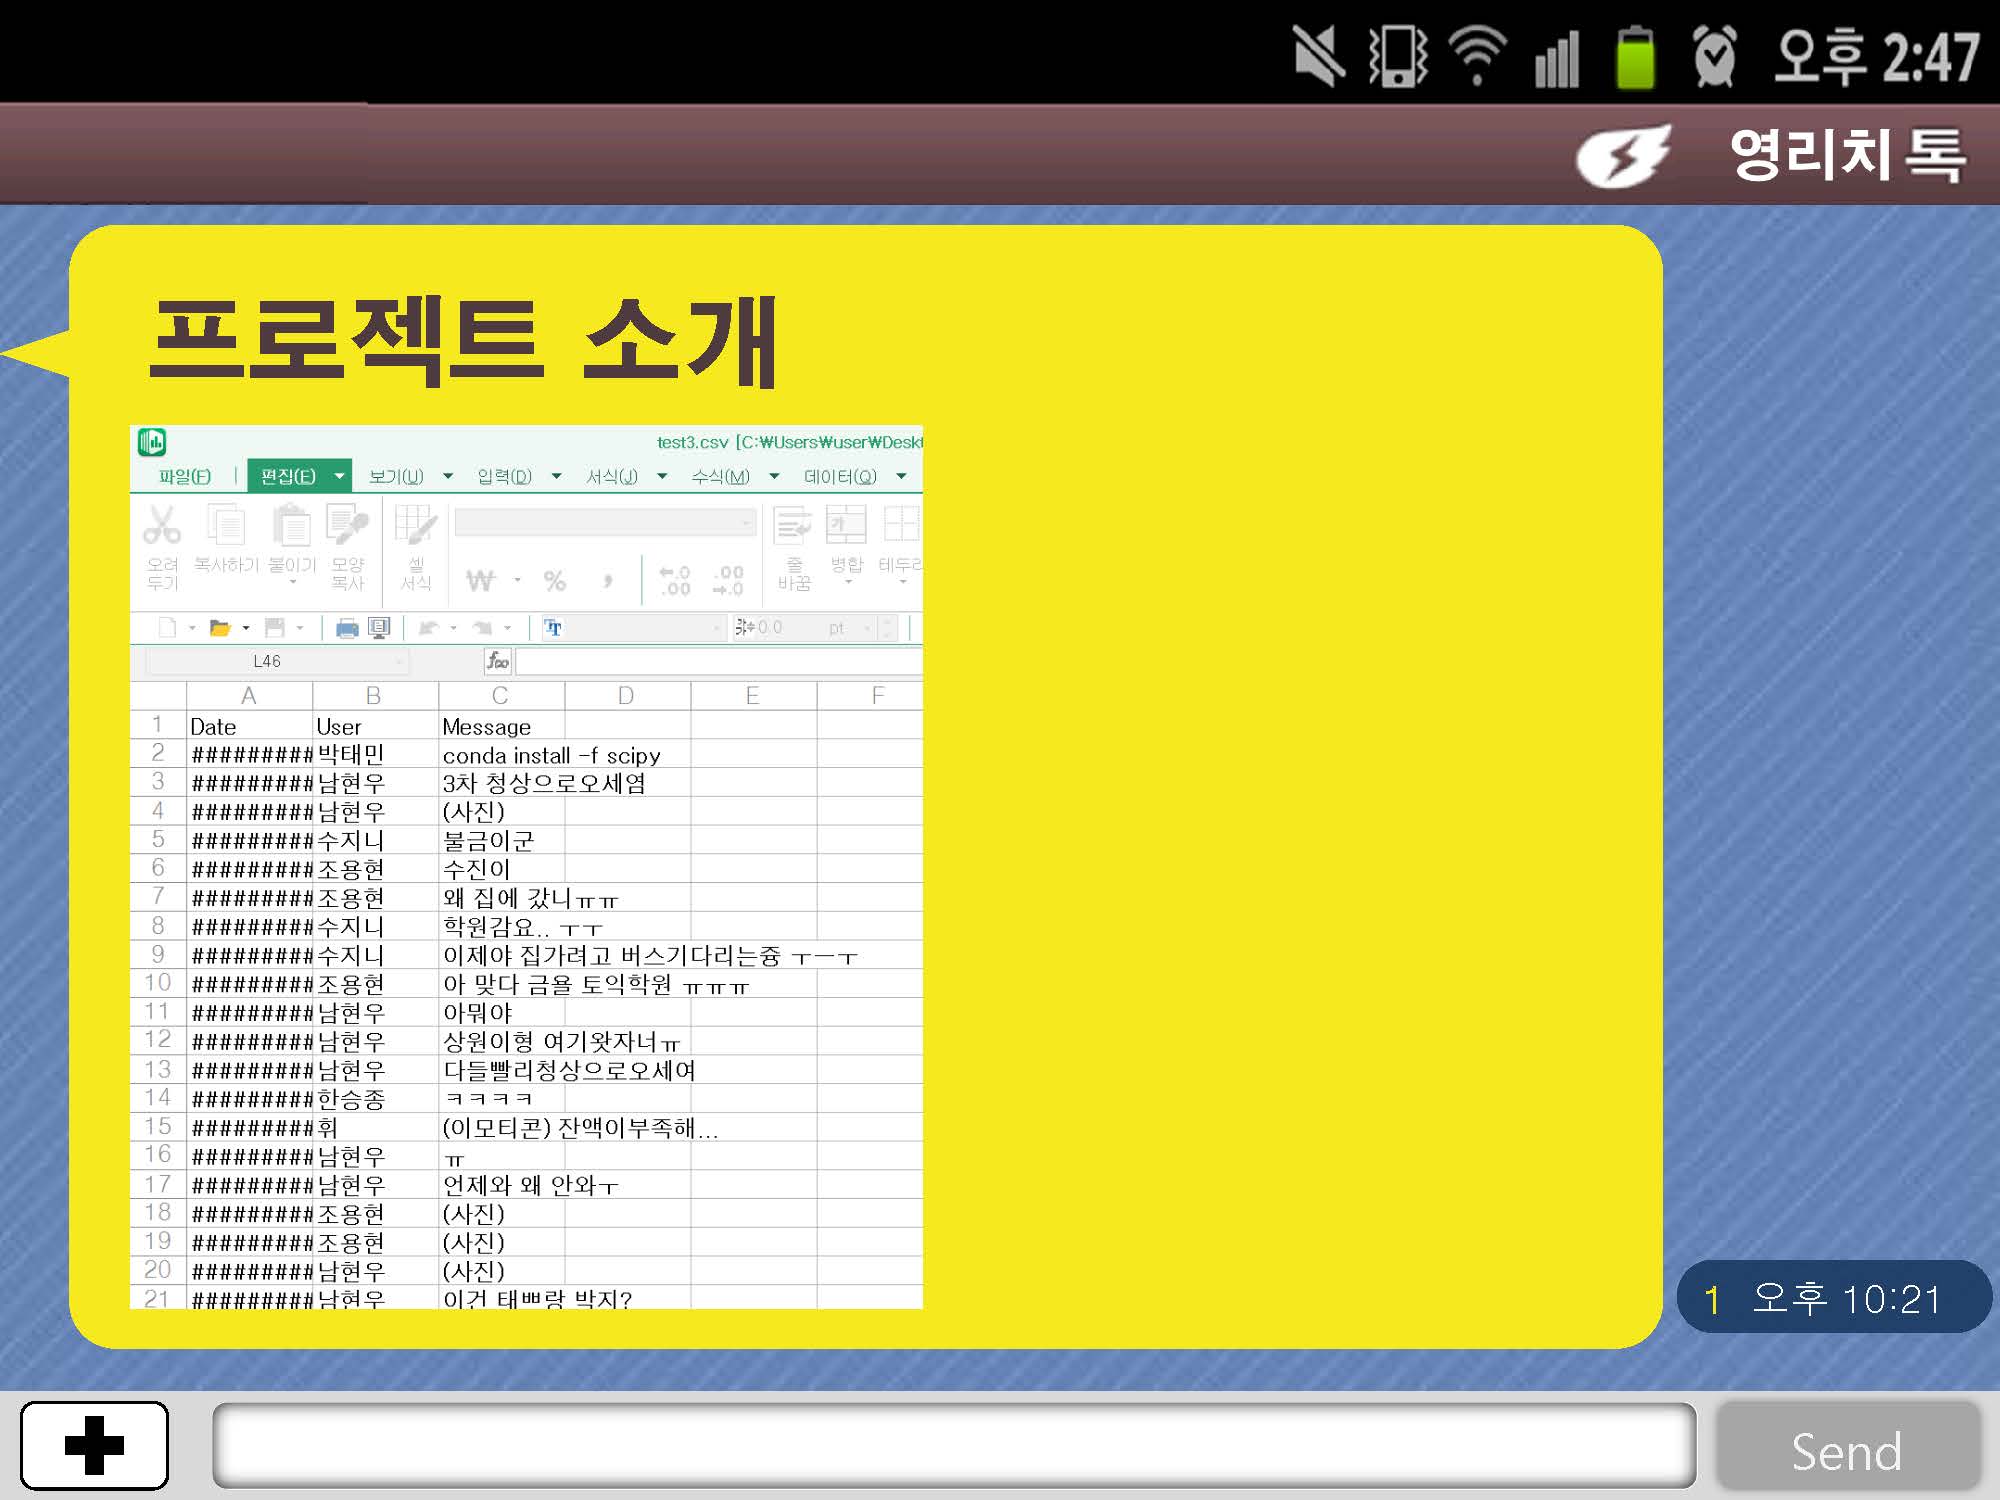 오후 2:47
영리치 톡
프로젝트 소개
test3.csv [C:₩Users₩user₩Deskt
파일(F) 편집(E) 보기(U) 입력(D) 서식(J) 수식(M) 데이터(Q)
오려 두기 복사하기 붙이기 모양 복사 셀 서식 ₩ % , ←.0 .00 .00 →.0 줄 바꿈 가 병합 테두리
0.0 pt
L46
A B C D E F
1 Date User Message
2 ######### 박태민 conda install -f scipy
3 ######### 남현우 3차 청상으로오세염
4 ######### 남현우 (사진)
5 ######### 수지니 불금이군
6 ######### 조용현 수진이
7 ######### 조용현 왜 집에 갔니ㅠㅠ
8 ######### 수지니 학원감요.. ㅜㅜ
9 ######### 수지니 이제야 집가려고 버스기다리는즁 ㅜㅡㅜ
10 ######### 조용현 아 맞다 금욜 토익학원 ㅠㅠㅠ
11 ######### 남현우 아뭐야
12 ######### 남현우 상원이형 여기왓자너ㅠ
13 ######### 남현우 다들빨리청상으로오세여
14 ######### 한승종 ㅋㅋㅋㅋ
15 ######### 휘 (이모티콘) 잔액이부족해...
16 ######### 남현우 ㅠ
17 ######### 남현우 언제와 왜 안와ㅜ
18 ######### 조용현 (사진)
19 ######### 조용현 (사진)
20 ######### 남현우 (사진)
21 ######### 남현우 이건 태쁘랑 박지?
1 오후 10:21
Send